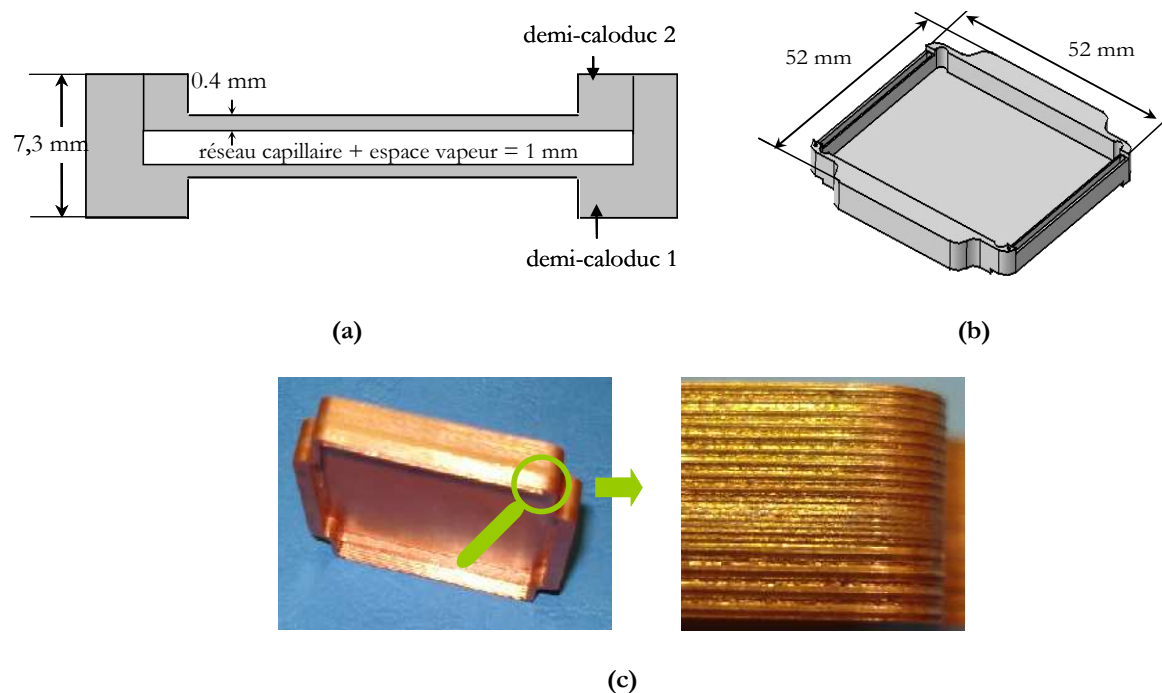 demi-caloduc 2
0.4 mm
7,3 mm
réseau capillaire + espace vapeur = 1 mm
demi-caloduc 1
(a)
52 mm
52 mm
(b)
(c)